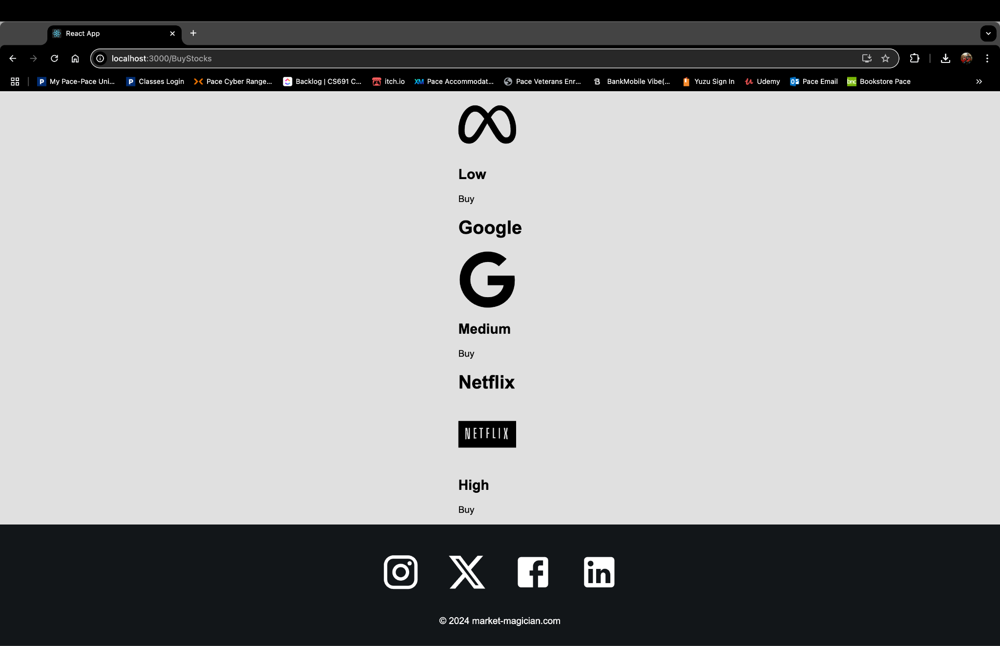 React App
localhost:3000/BuyStocks
My Pace-Pace Uni... Classes Login Pace Cyber Range... Backlog | CS691 C... itch.io XM Pace Accommodat... Pace Veterans Enr... B BankMobile Vibe(... Yuzu Sign In Udemy Pace Email bnc Bookstore Pace
Low
Buy
Google
G
Medium
Buy
Netflix
NETFLIX
High
Buy
© 2024 market-magician.com